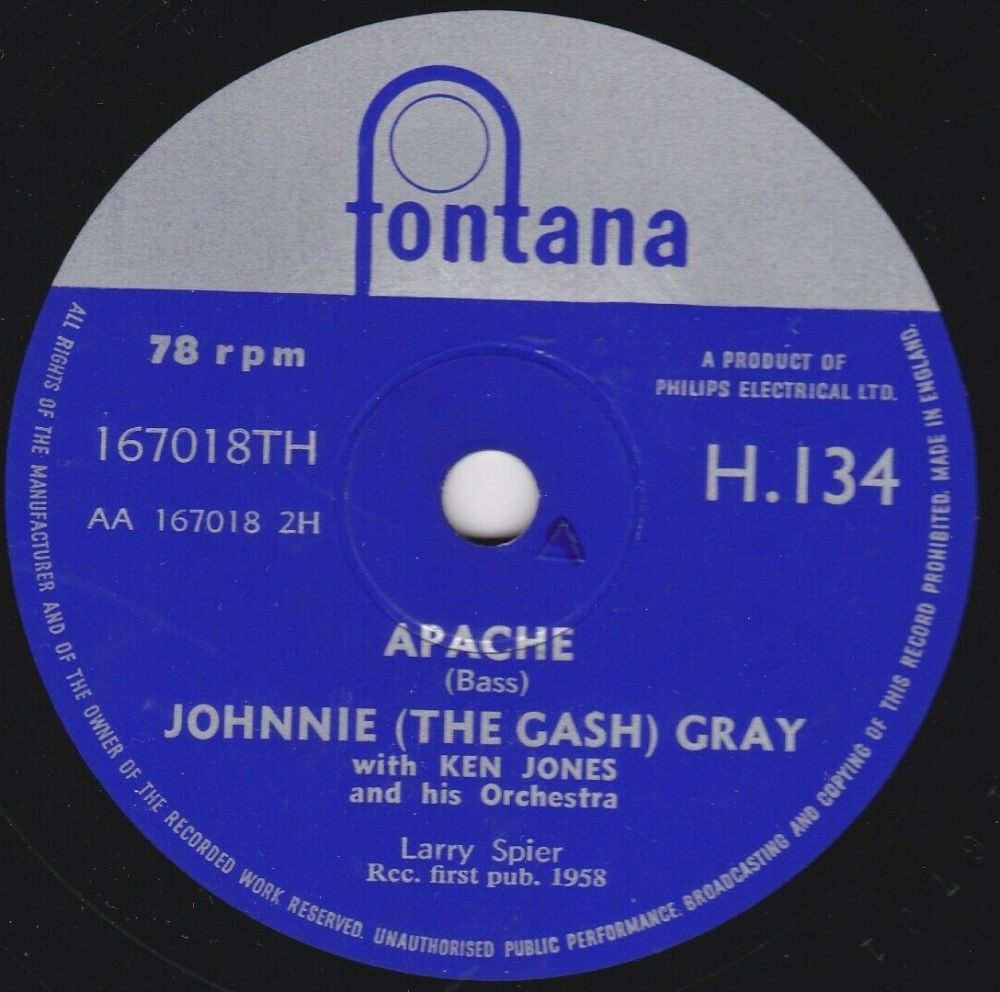 fontana
78 rpm
A PRODUCT OF
PHILIPS ELECTRICAL LTD.
167018TH
H.134
AA 167018 2H
A
APACHE
(Bass)
JOHNNIE (THE GASH) GRAY
with KEN JONES
and his Orchestra
Larry Spier
Rec. first pub. 1958
ALL RIGHTS OF THE MANUFACTURER AND OF THE OWNER OF THE RECORDED WORK RESERVED. UNAUTHORISED PUBLIC PERFORMANCE, BROADCASTING AND COPYING OF THIS RECORD PROHIBITED. MADE IN ENGLAND.